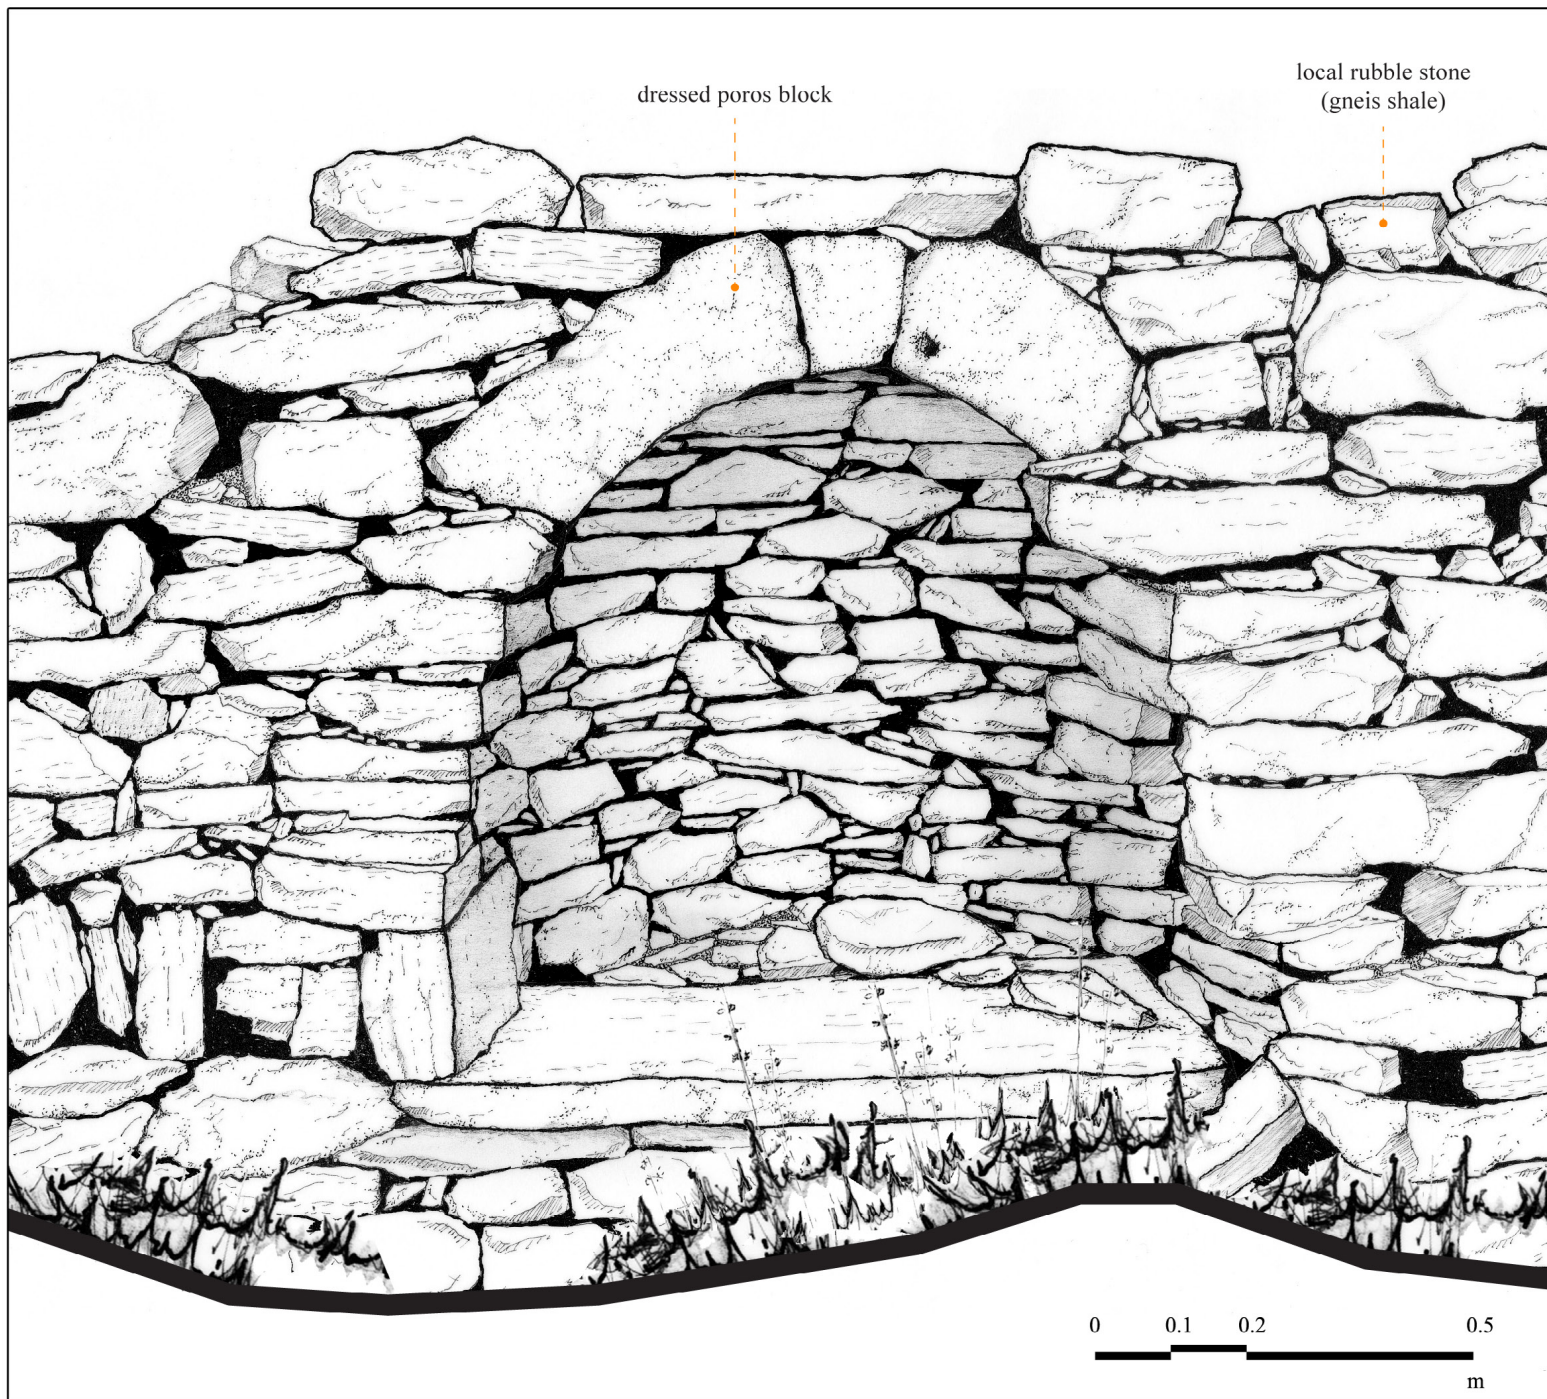 dressed poros block
local rubble stone
(gneis shale)
0 0.1 0.2 0.5
m